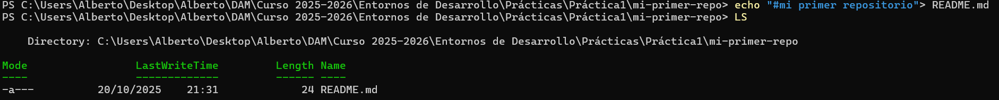 PS C:\Users\Alberto\Desktop\Alberto\DAM\Curso 2025-2026\Entornos de Desarrollo\Prácticas\Práctica1\mi-primer-repo> echo "#mi primer repositorio"> README.md
PS C:\Users\Alberto\Desktop\Alberto\DAM\Curso 2025-2026\Entornos de Desarrollo\Prácticas\Práctica1\mi-primer-repo> LS
Directory: C:\Users\Alberto\Desktop\Alberto\DAM\Curso 2025-2026\Entornos de Desarrollo\Prácticas\Práctica1\mi-primer-repo
Mode LastWriteTime Length Name
---- ------------- ------ ----
-a--- 20/10/2025 21:31 24 README.md